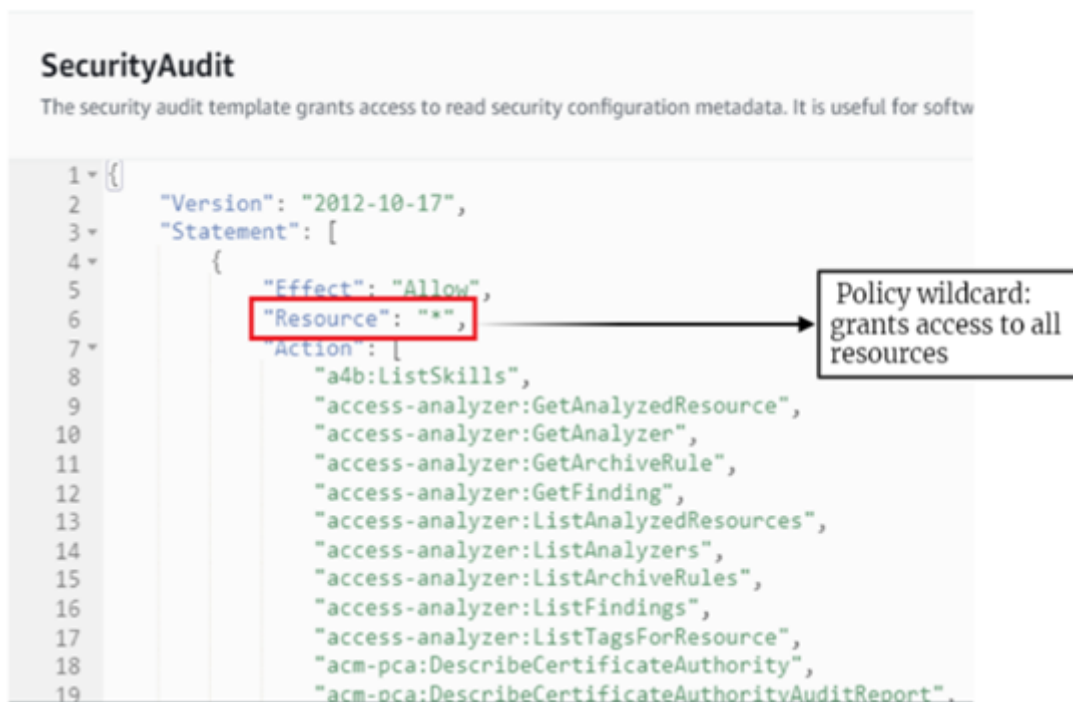 SecurityAudit
The security audit template grants access to read security configuration metadata. It is useful for softw
1 {
2 "Version": "2012-10-17",
3 "Statement": [
4 {
5 "Effect": "Allow",
6 "Resource": "*",
7 "Action": [
8 "a4b:ListSkills",
9 "access-analyzer:GetAnalyzedResource",
10 "access-analyzer:GetAnalyzer",
11 "access-analyzer:GetArchiveRule",
12 "access-analyzer:GetFinding",
13 "access-analyzer:ListAnalyzedResources",
14 "access-analyzer:ListAnalyzers",
15 "access-analyzer:ListArchiveRules",
16 "access-analyzer:ListFindings",
17 "access-analyzer:ListTagsForResource",
18 "acm-pca:DescribeCertificateAuthority",
19 "acm-pca:DescribeCertificateAuthorityAuditReport",
Policy wildcard:
grants access to all
resources